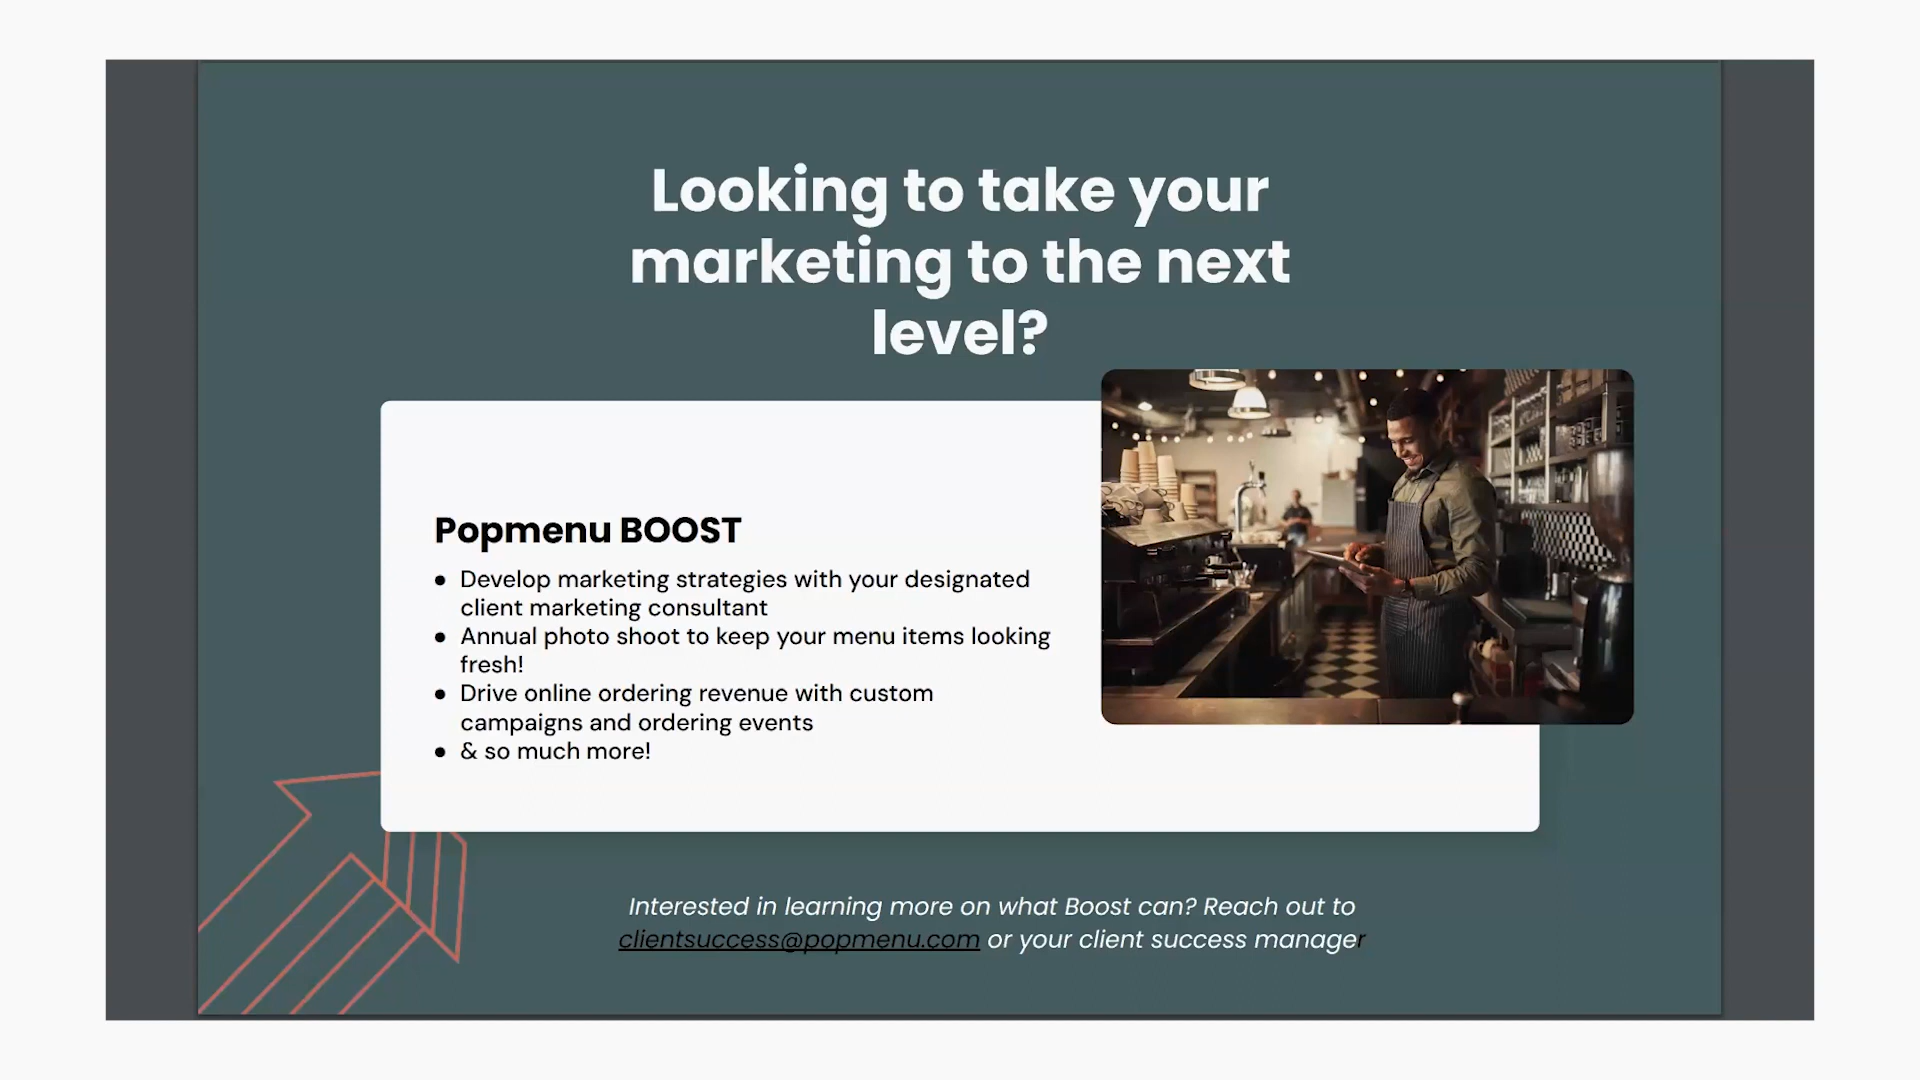 Looking to take your
marketing to the next
level?
Popmenu BOOST
● Develop marketing strategies with your designated
client marketing consultant
● Annual photo shoot to keep your menu items looking
fresh!
● Drive online ordering revenue with custom
campaigns and ordering events
● & so much more!
Interested in learning more on what Boost can? Reach out to
clientsuccess@popmenu.com or your client success manager